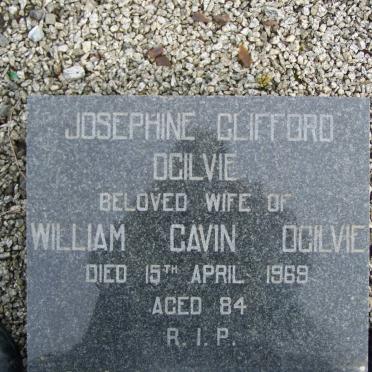 JOSEPHINE CLIFFORD
OGILVIE
BELOVED WIFE OF
WILLIAM GAVIN OGILVIE
DIED 15TH APRIL 1969
AGED 84
R. I. P.